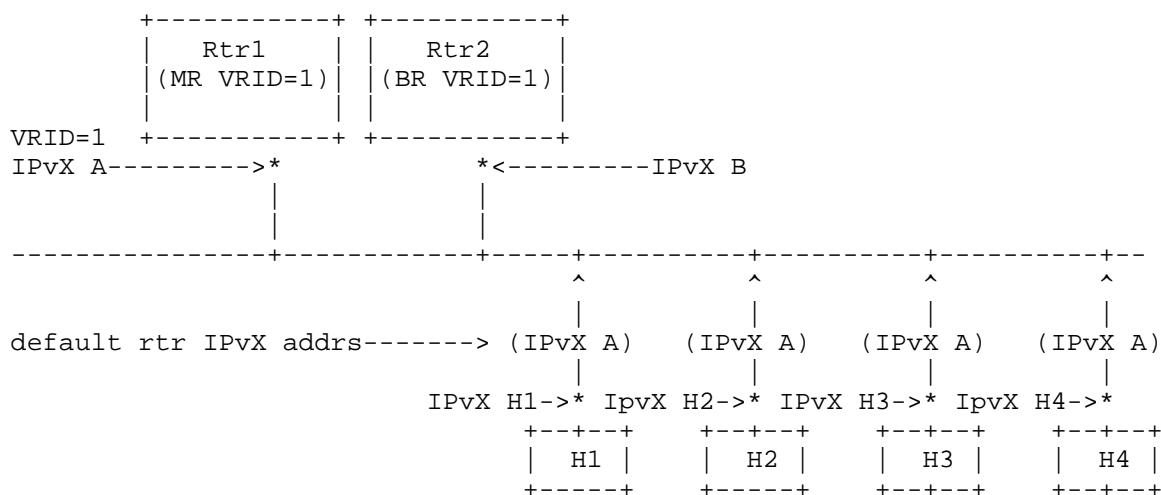 Rtr1 Rtr2
(MR VRID=1) (BR VRID=1)
VRID=1
IPvX A--------->* *<---------IPvX B
default rtr IPvX addrs-------> (IPvX A) (IPvX A) (IPvX A) (IPvX A)
IPvX H1->* IpvX H2->* IPvX H3->* IpvX H4->*
H1 H2 H3 H4